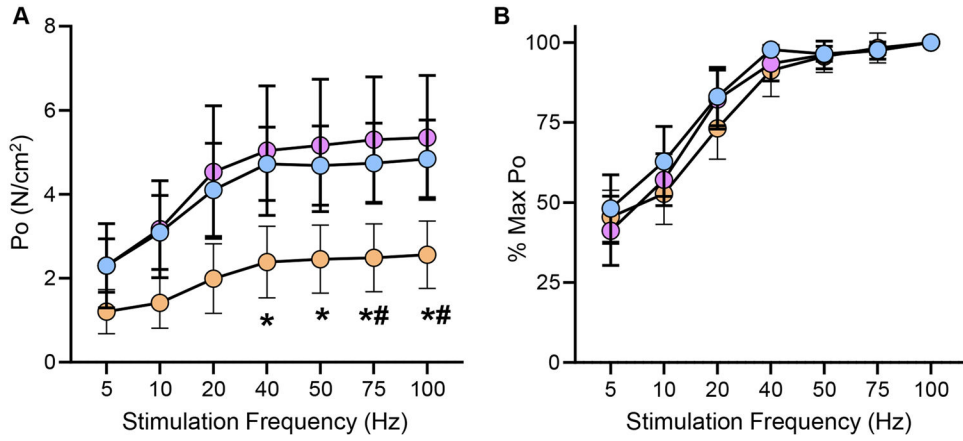 A
8
6
4
2
0
Po (N/cm²)
* * *# *#
5 10 20 40 50 75 100
Stimulation Frequency (Hz)
B
100
75
50
25
0
% Max Po
5 10 20 40 50 75 100
Stimulation Frequency (Hz)